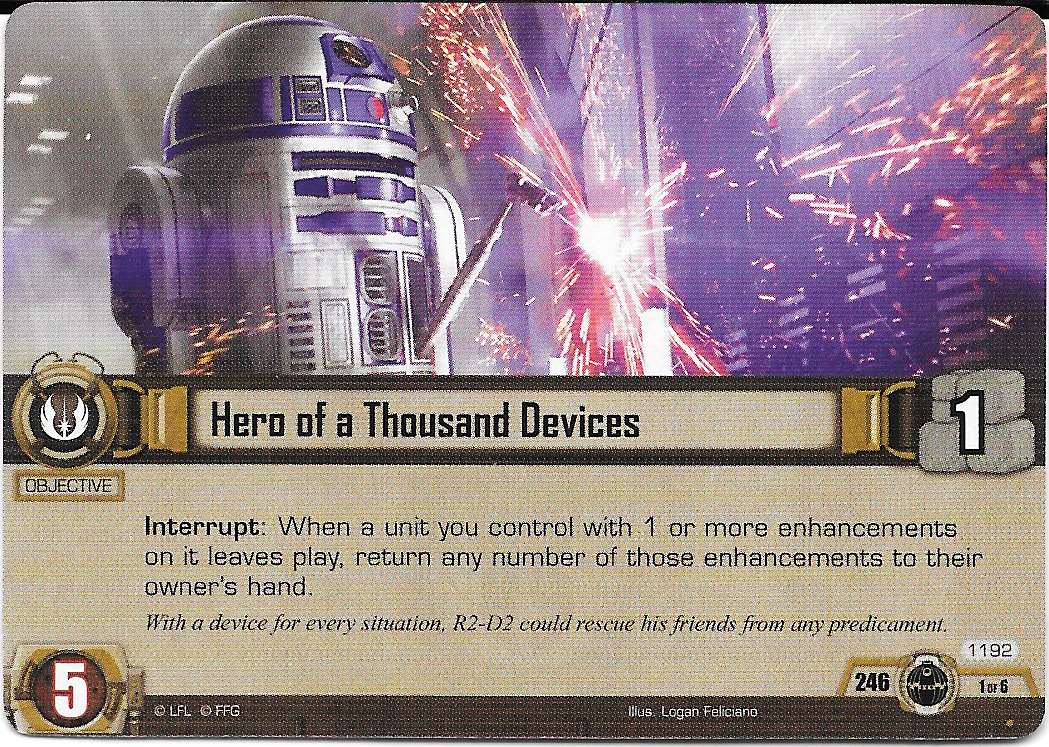 Hero of a Thousand Devices
1
OBJECTIVE
Interrupt: When a unit you control with 1 or more enhancements
on it leaves play, return any number of those enhancements to their
owner's hand.
With a device for every situation, R2-D2 could rescue his friends from any predicament.
1192
5
246
1 OF 6
© LFL © FFG
Illus. Logan Feliciano